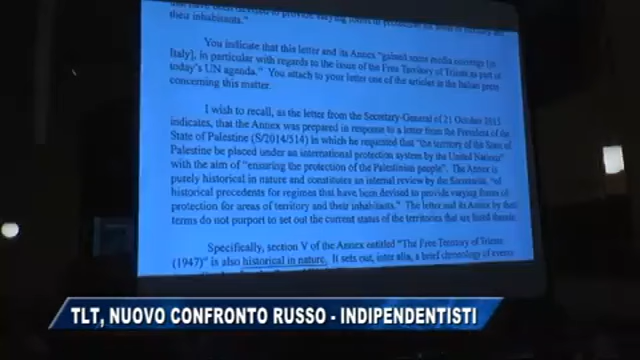 their inhabitants."
You indicate that this letter and its Annex "gained some media coverage [in
Italy], in particular with regards to the issue of the Free Territory of Trieste as part of
today's UN agenda." You attach to your letter one of the articles in the Italian press
concerning this matter.
I wish to recall, as the letter from the Secretary-General of 21 October 2015
indicates, that the Annex was prepared in response to a letter from the President of the
State of Palestine (S/2014/514) in which he requested that "the territory of the State of
Palestine be placed under an international protection system by the United Nations"
with the aim of "ensuring the protection of the Palestinian people". The Annex is
purely historical in nature and constitutes an internal review by the Secretariat, "of
historical precedents for regimes that have been devised to provide varying forms of
protection for areas of territory and their inhabitants." The letter and its Annex by their
terms do not purport to set out the current status of the territories that are listed therein.
Specifically, section V of the Annex entitled "The Free Territory of Trieste
(1947)" is also historical in nature. It sets out, inter alia, a brief chronology of events
TLT, NUOVO CONFRONTO RUSSO - INDIPENDENTISTI